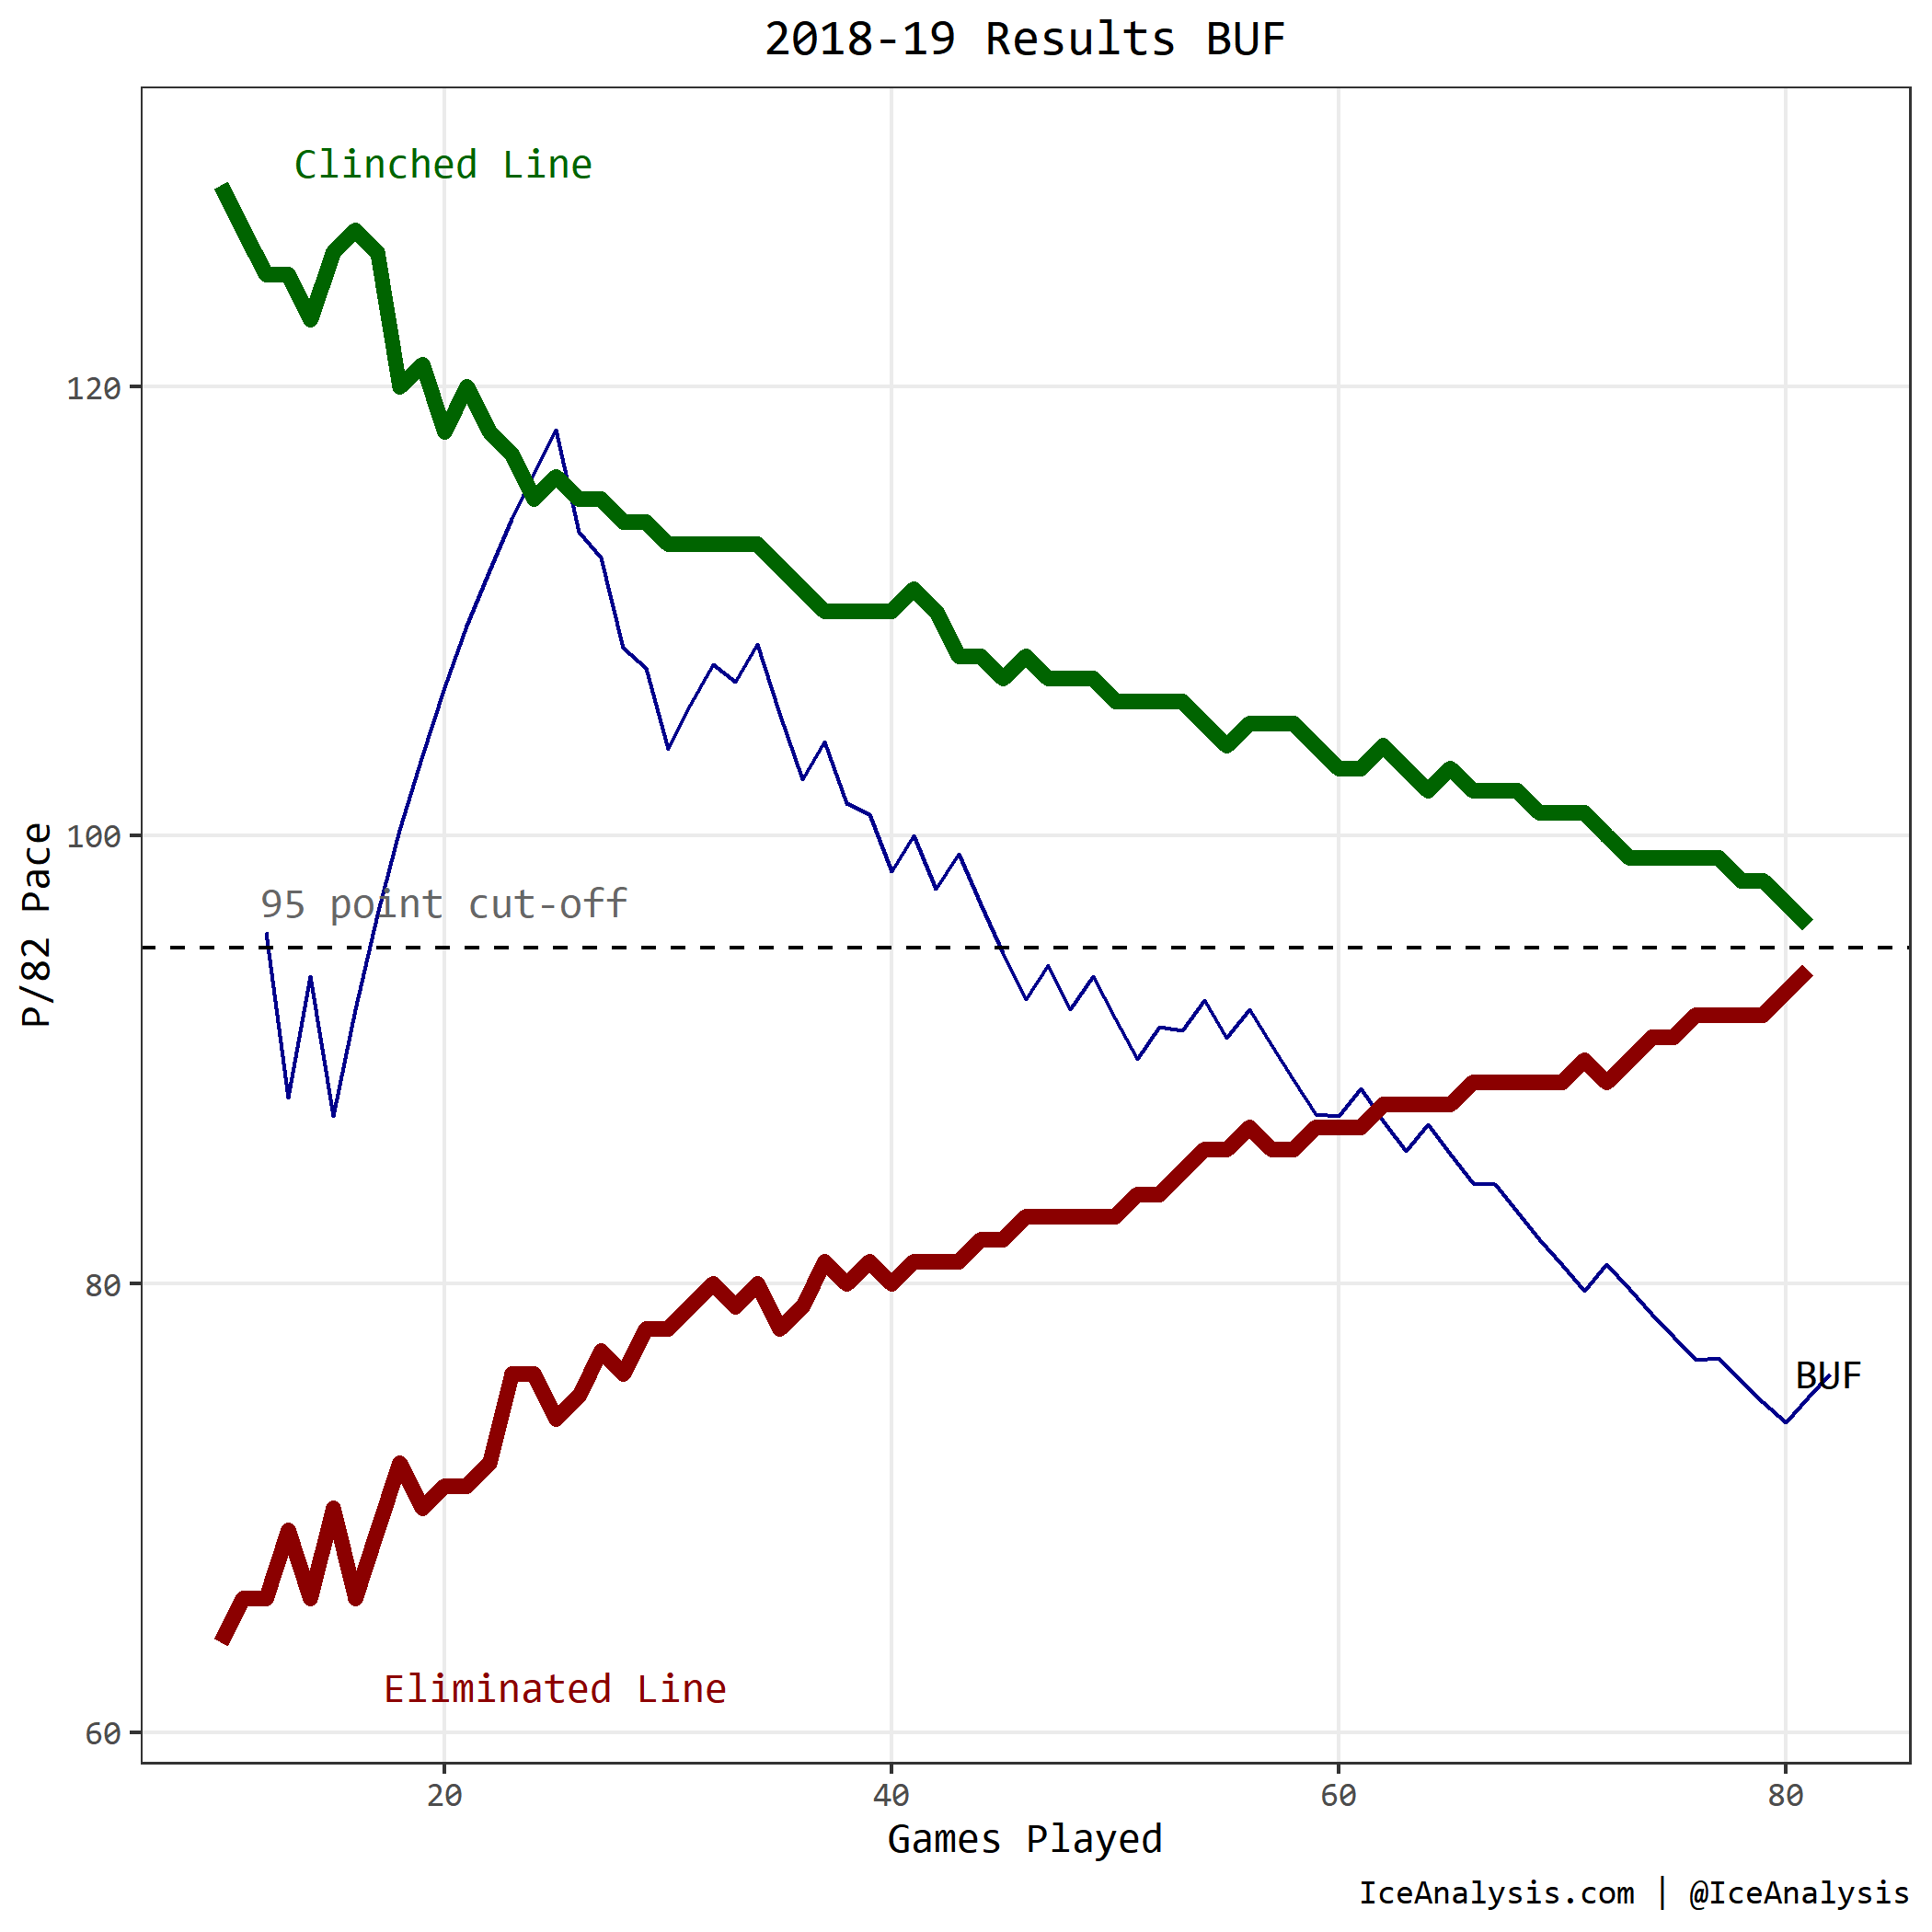 2018-19 Results BUF
Clinched Line
120
P/82 Pace
100
95 point cut-off
80
BUF
Eliminated Line
60
20 40 60 80
Games Played
IceAnalysis.com | @IceAnalysis